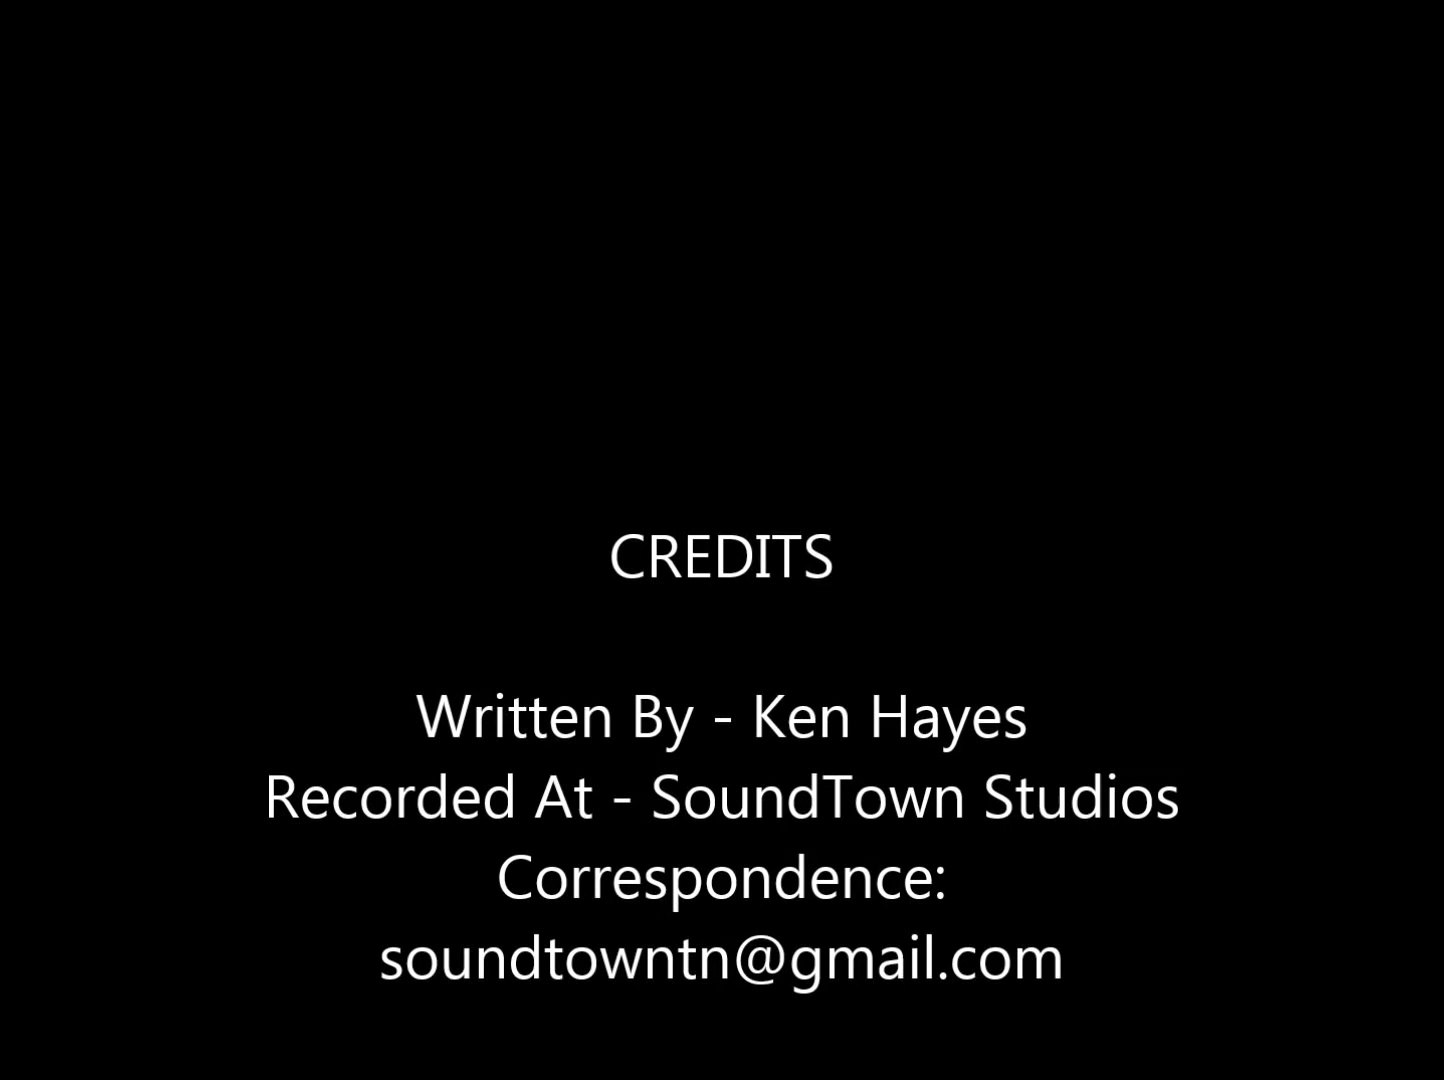 CREDITS
Written By - Ken Hayes
Recorded At - SoundTown Studios
Correspondence:
soundtowntn@gmail.com